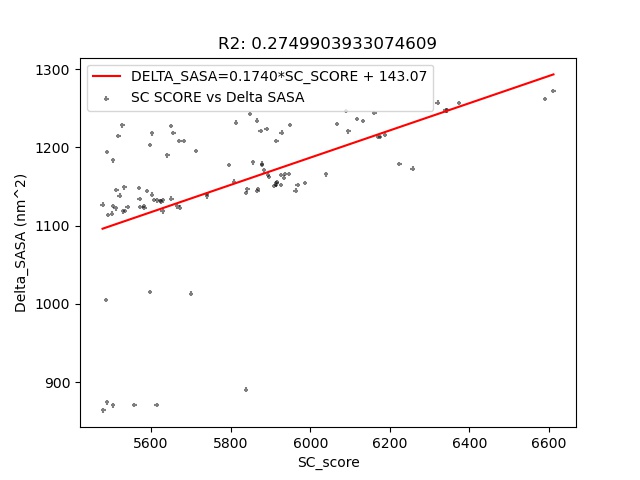 R2: 0.2749903933074609
DELTA_SASA=0.1740*SC_SCORE + 143.07
SC SCORE vs Delta SASA
1300
1200
1100
1000
900
Delta_SASA (nm^2)
5600 5800 6000 6200 6400 6600
SC_score